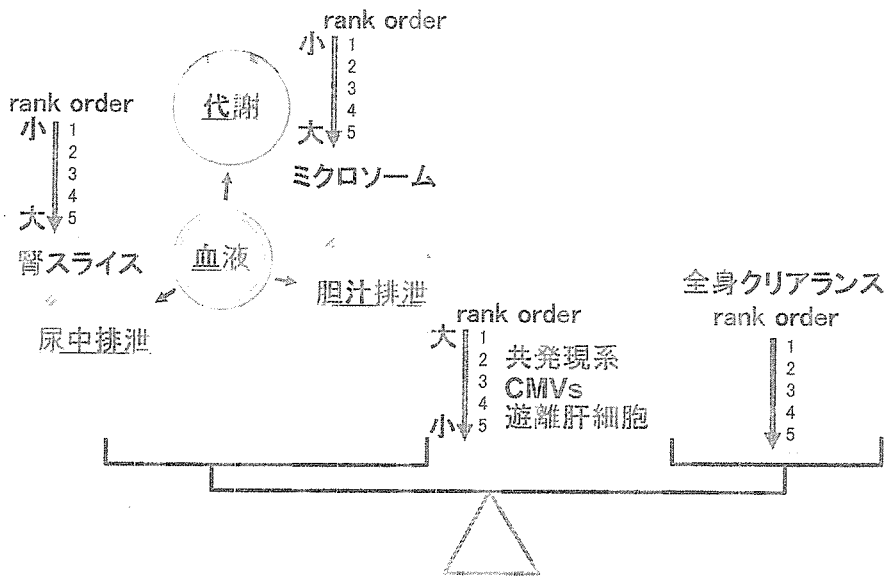 rank order
小 1
2
3
4
大 5
ミクロソーム
代謝
rank order
小 1
2
3
4
大 5
腎スライス
血液
胆汁排泄
尿中排泄
rank order
大 1
2
3
4
小 5
共発現系
CMVs
遊離肝細胞
全身クリアランス
rank order
1
2
3
4
5